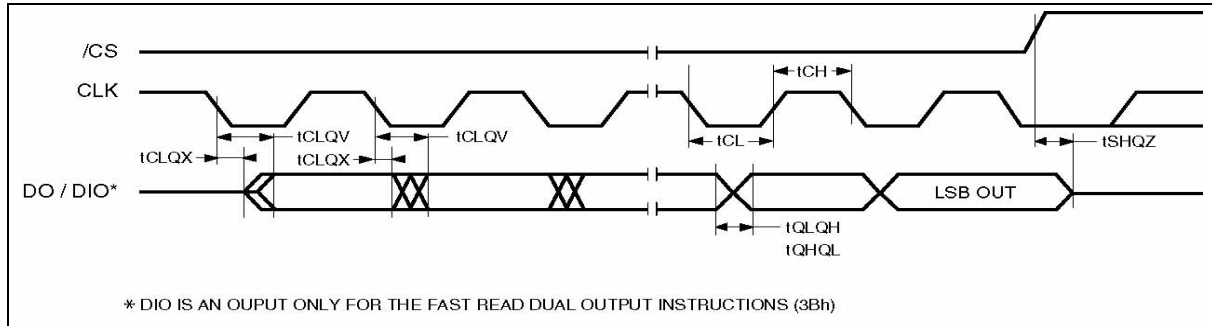 /CS
tCH
CLK
tCLQV
tCLQV
tCL
tSHQZ
tCLQX
tCLQX
DO / DIO*
LSB OUT
tQLQH
tQHQL
* DIO IS AN OUPUT ONLY FOR THE FAST READ DUAL OUTPUT INSTRUCTIONS (3Bh)